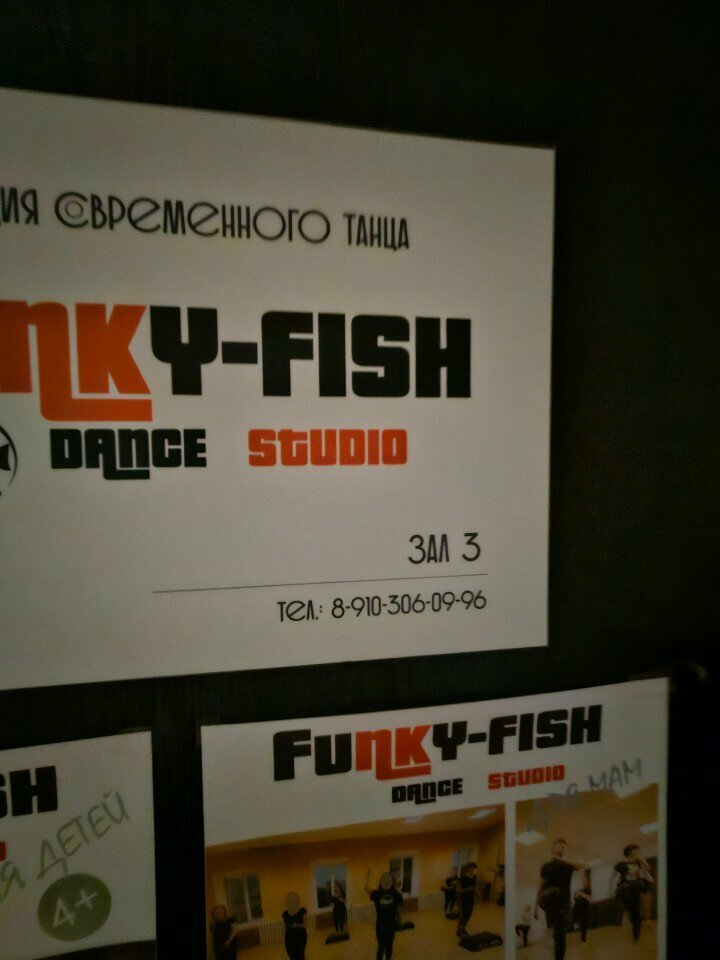 ия современного танца
nky-Fish
Dance Studio
Зал 3
тел.: 8-910-306-09-96
Funky-Fish
Dance Studio
для мам
sh
я детей
4+